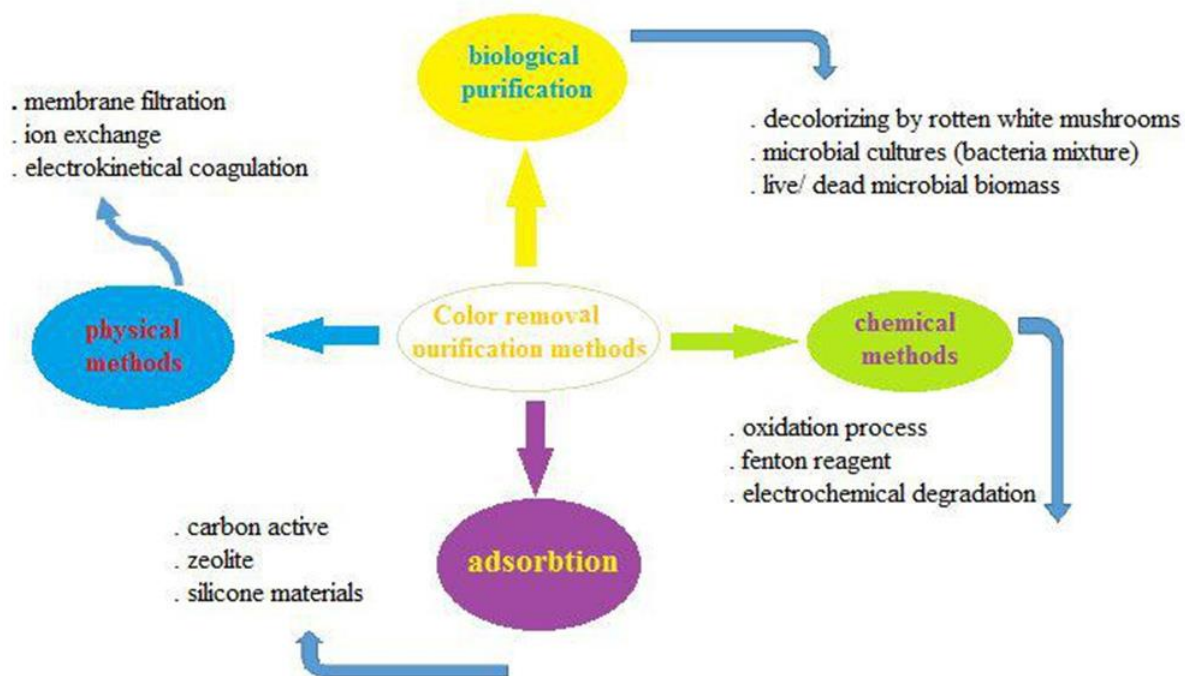 biological
purification
. membrane filtration
. ion exchange
. electrokinetical coagulation
. decolorizing by rotten white mushrooms
. microbial cultures (bacteria mixture)
. live/ dead microbial biomass
physical
methods
Color removal
purification methods
chemical
methods
. oxidation process
. fenton reagent
. electrochemical degradation
. carbon active
. zeolite
. silicone materials
adsorbtion